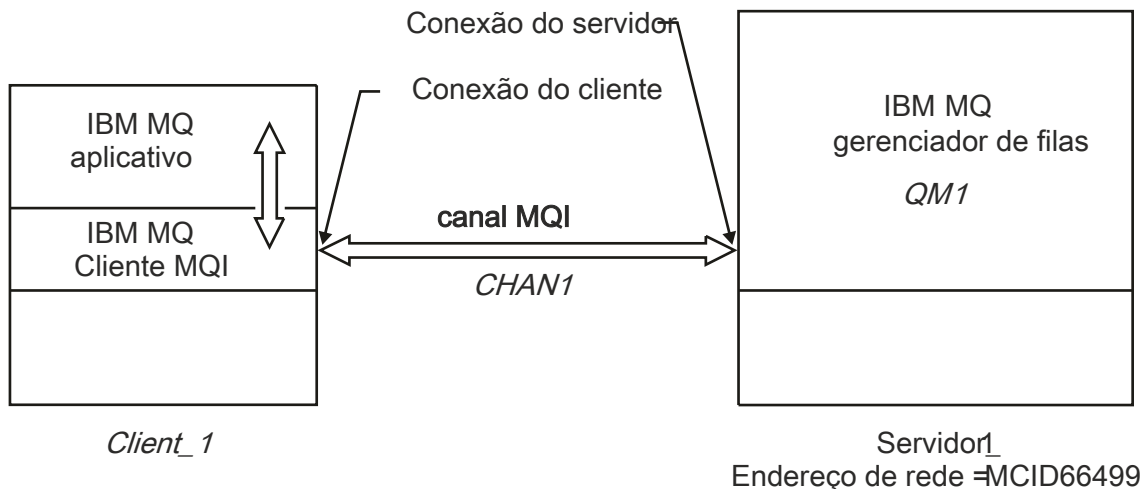 Conexão do servidor
Conexão do cliente
IBM MQ
aplicativo
IBM MQ
Cliente MQI
canal MQI
CHAN1
IBM MQ
gerenciador de filas
QM1
Client_1
Servidor1_
Endereço de rede =MCID66499